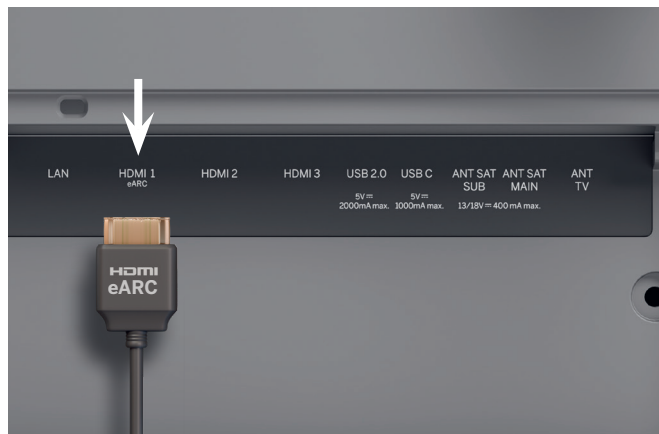 LAN
HDMI 1
eARC
HDMI 2
HDMI 3
USB 2.0
5V ⎓
2000mA max.
USB C
5V ⎓
1000mA max.
ANT SAT
SUB
ANT SAT
MAIN
13/18V ⎓ 400 mA max.
ANT
TV
HDMI
eARC